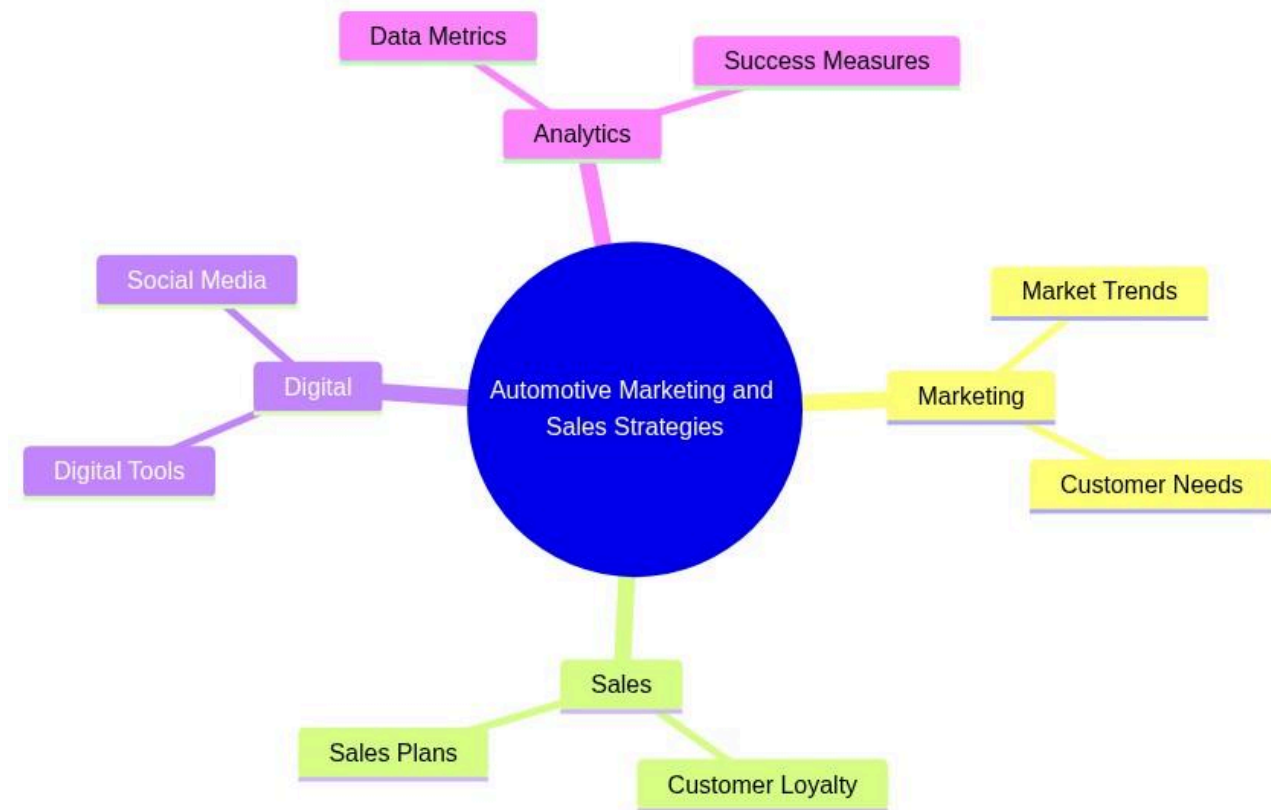 Data Metrics
Success Measures
Analytics
Social Media
Market Trends
Digital
Automotive Marketing and
Sales Strategies
Marketing
Digital Tools
Customer Needs
Sales
Sales Plans
Customer Loyalty